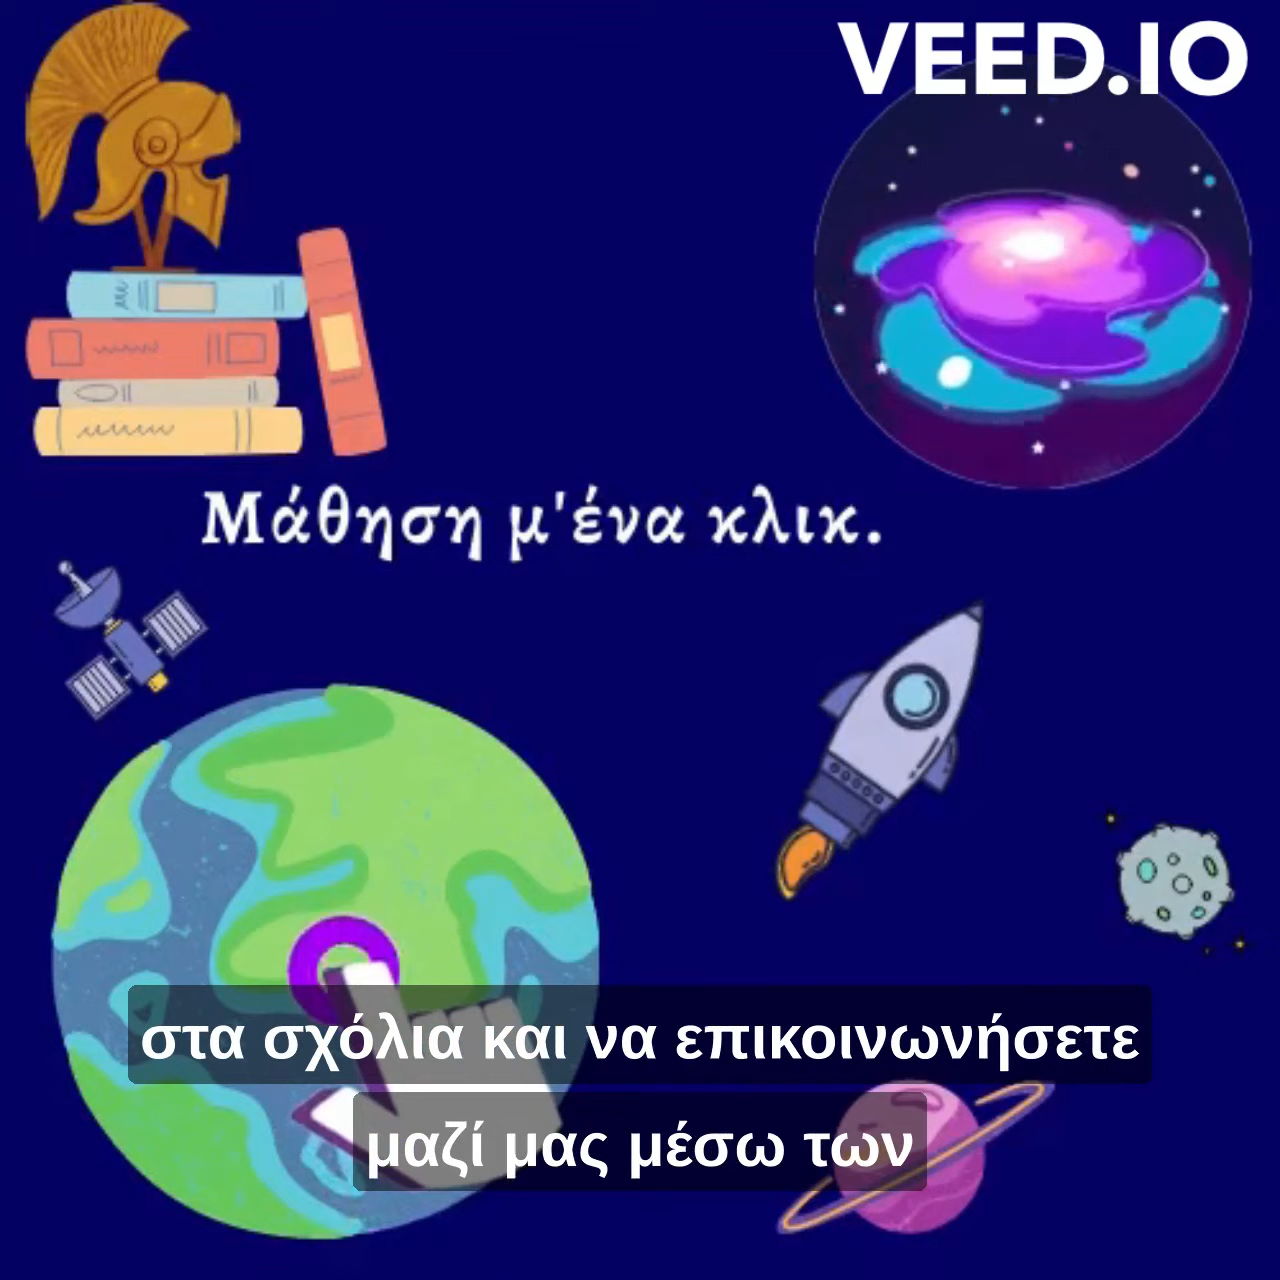 VEED.IO
Μάθηση μ'ένα κλικ.
στα σχόλια και να επικοινωνήσετε
μαζί μας μέσω των